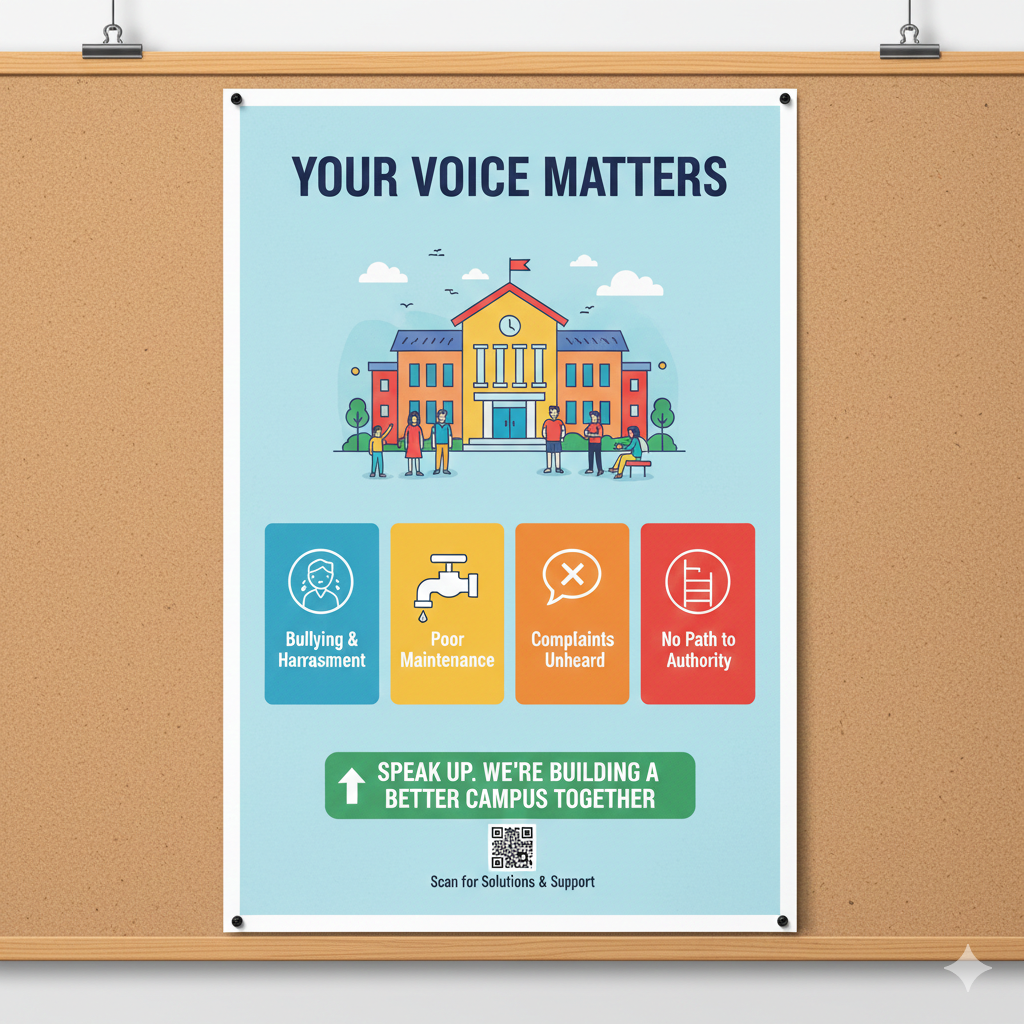 YOUR VOICE MATTERS
Bullying &
Harrasment
Poor
Maintenance
Complaints
Unheard
No Path to
Authority
SPEAK UP. WE'RE BUILDING A
BETTER CAMPUS TOGETHER
Scan for Solutions & Support